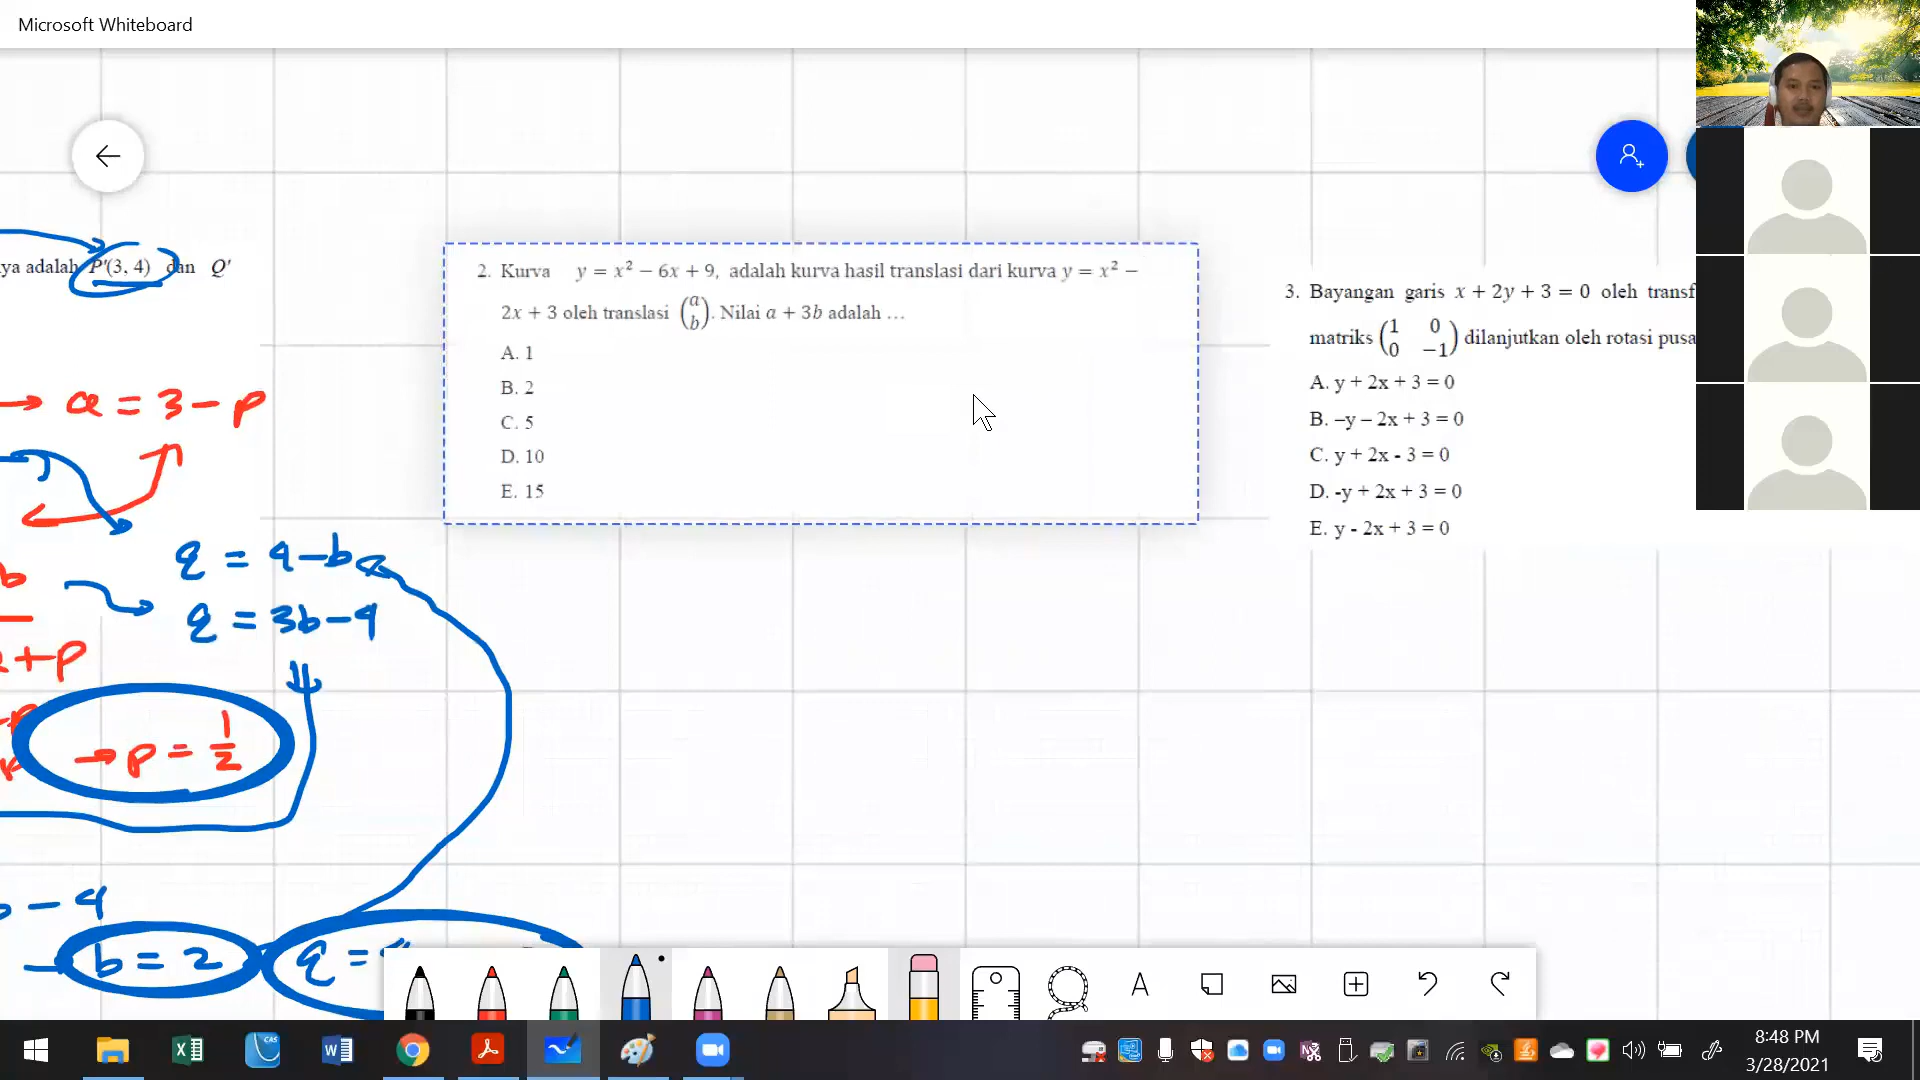 Microsoft Whiteboard
ya adalah P'(3, 4) dan Q'
→ a = 3 - p
b
q = 4 - b
q = 3b - 4
+ p
→ p = 1/2
- 4
b = 2
q =
2. Kurva y = x² − 6x + 9, adalah kurva hasil translasi dari kurva y = x² −
2x + 3 oleh translasi (a b). Nilai a + 3b adalah …
A. 1
B. 2
C. 5
D. 10
E. 15
3. Bayangan garis x + 2y + 3 = 0 oleh transf
matriks (1 0 0 −1) dilanjutkan oleh rotasi pusa
A. y + 2x + 3 = 0
B. –y – 2x + 3 = 0
C. y + 2x - 3 = 0
D. -y + 2x + 3 = 0
E. y - 2x + 3 = 0
A
CAS
8:48 PM
3/28/2021